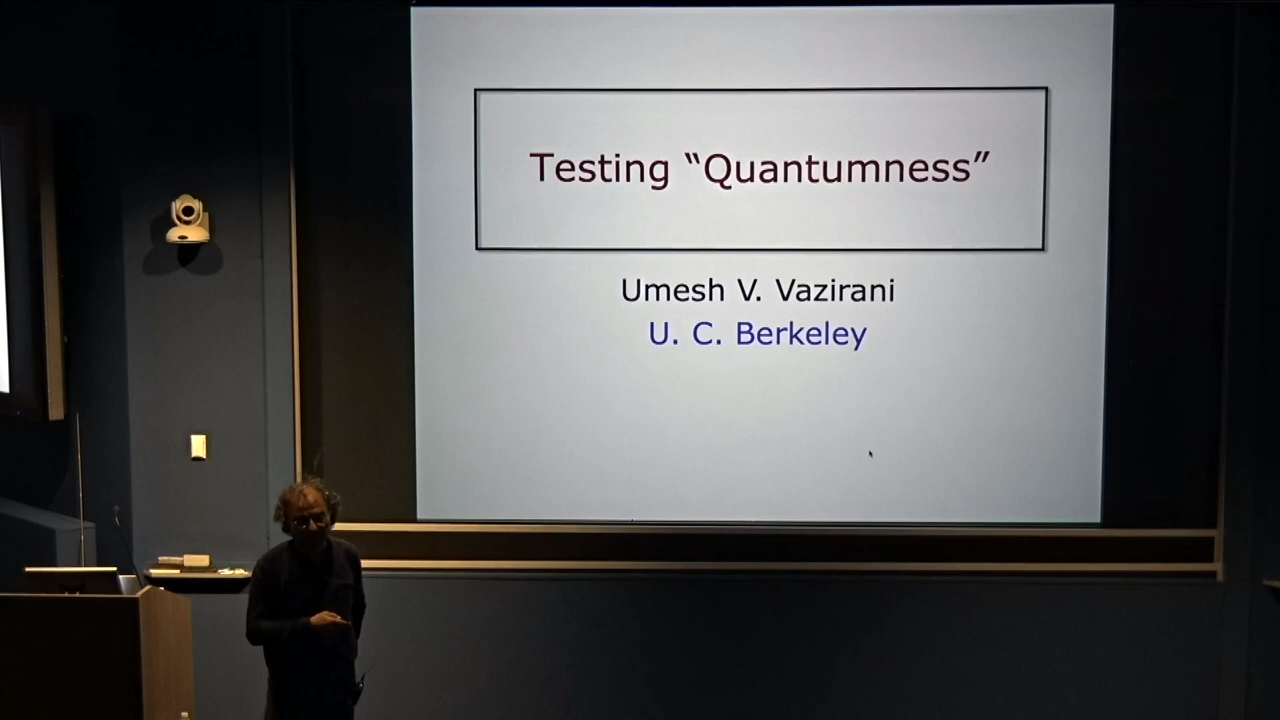 Testing “Quantumness”
Umesh V. Vazirani
U. C. Berkeley